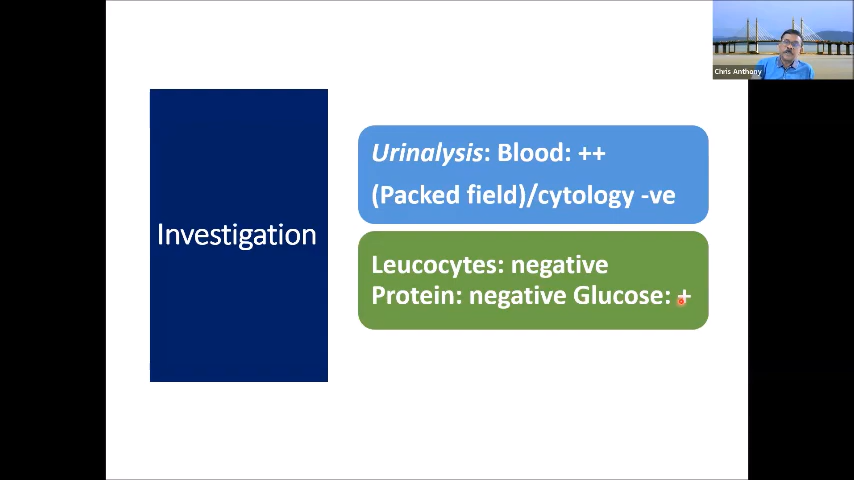 Chris Anthony
Investigation
Urinalysis: Blood: ++
(Packed field)/cytology -ve
Leucocytes: negative
Protein: negative Glucose: +